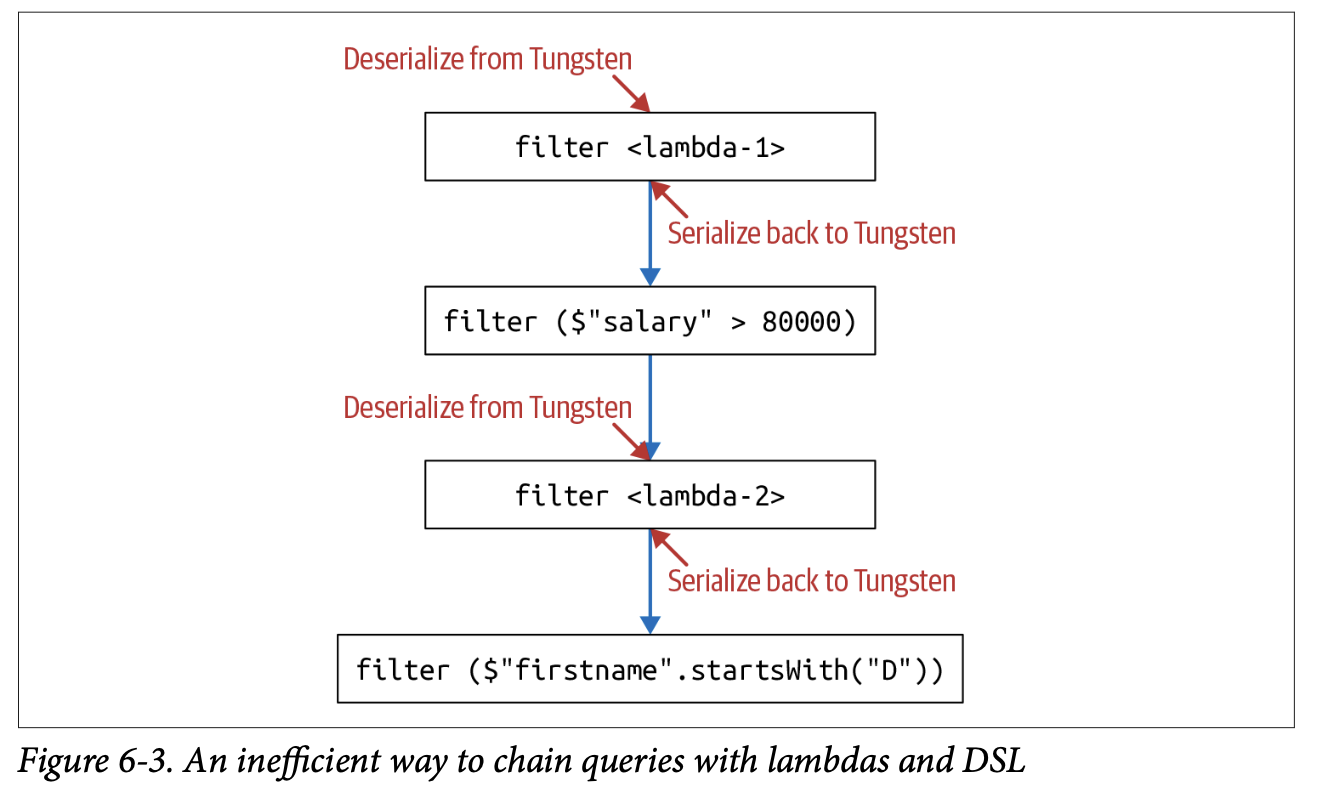 Deserialize from Tungsten
filter <lambda-1>
Serialize back to Tungsten
filter ($"salary" > 80000)
Deserialize from Tungsten
filter <lambda-2>
Serialize back to Tungsten
filter ($"firstname".startsWith("D"))
Figure 6-3. An inefficient way to chain queries with lambdas and DSL